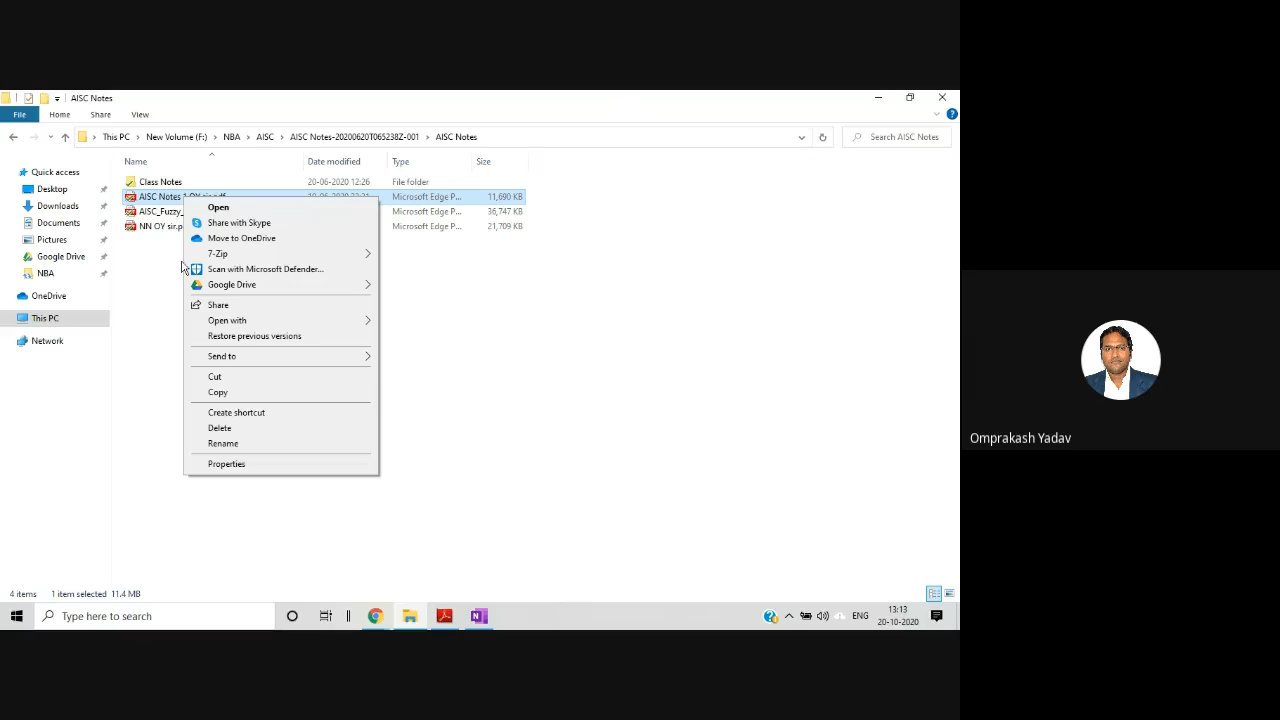 AISC Notes
File Home Share View
This PC New Volume (F:) NBA AISC AISC Notes-20200620T065238Z-001 AISC Notes
Search AISC Notes
Name Date modified Type Size
Quick access
Desktop
Downloads
Documents
Pictures
Google Drive
NBA
OneDrive
This PC
Network
Class Notes 20-06-2020 12:26 File folder
AISC Notes Microsoft Edge P... 11,690 KB
AISC_Fuzzy_ Microsoft Edge P... 36,747 KB
NN OY sir.p Microsoft Edge P... 21,709 KB
Open
Share with Skype
Move to OneDrive
7-Zip
Scan with Microsoft Defender...
Google Drive
Share
Open with
Restore previous versions
Send to
Cut
Copy
Create shortcut
Delete
Rename
Properties
4 items 1 item selected 11.4 MB
Type here to search
ENG
13:13
20-10-2020
Omprakash Yadav